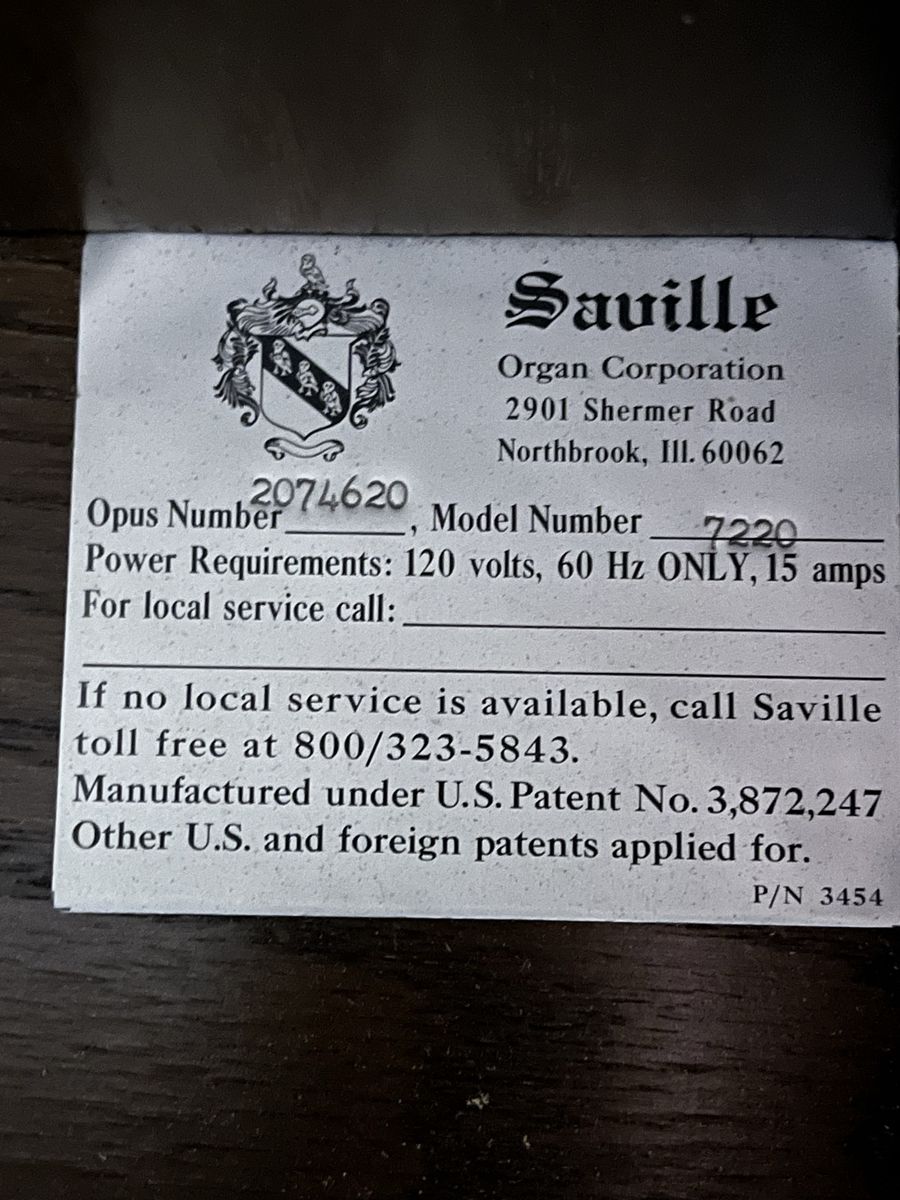 Saville
Organ Corporation
2901 Shermer Road
Northbrook, Ill. 60062
Opus Number 2074620, Model Number 7220
Power Requirements: 120 volts, 60 Hz ONLY, 15 amps
For local service call:
If no local service is available, call Saville
toll free at 800/323-5843.
Manufactured under U.S. Patent No. 3,872,247
Other U.S. and foreign patents applied for.
P/N 3454